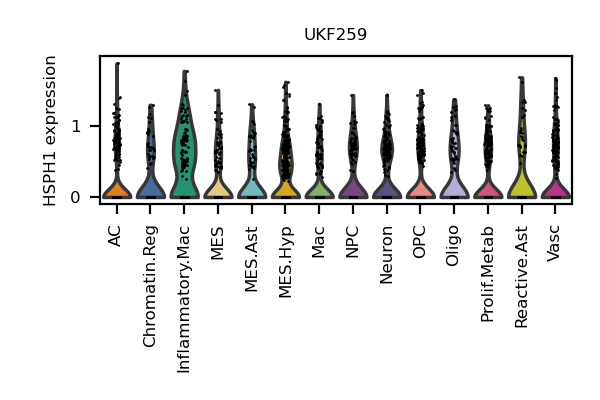 UKF259
HSPH1 expression
1
0
AC
Chromatin.Reg
Inflammatory.Mac
MES
MES.Ast
MES.Hyp
Mac
NPC
Neuron
OPC
Oligo
Prolif.Metab
Reactive.Ast
Vasc